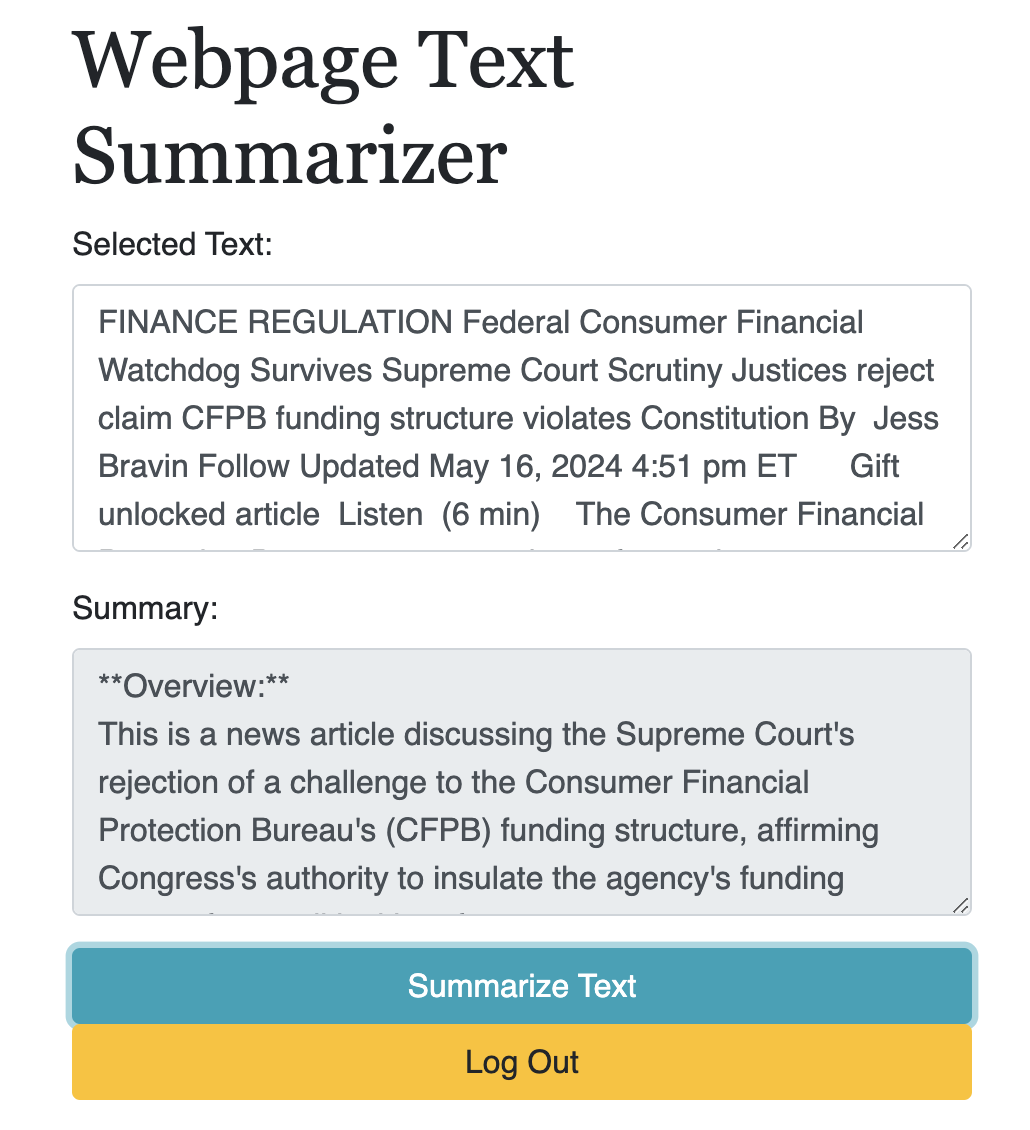 Webpage Text
Summarizer
Selected Text:
FINANCE REGULATION Federal Consumer Financial
Watchdog Survives Supreme Court Scrutiny Justices reject
claim CFPB funding structure violates Constitution By  Jess
Bravin Follow Updated May 16, 2024 4:51 pm ET      Gift
unlocked article  Listen  (6 min)    The Consumer Financial
Summary:
**Overview:**
This is a news article discussing the Supreme Court's
rejection of a challenge to the Consumer Financial
Protection Bureau's (CFPB) funding structure, affirming
Congress's authority to insulate the agency's funding
Summarize Text
Log Out